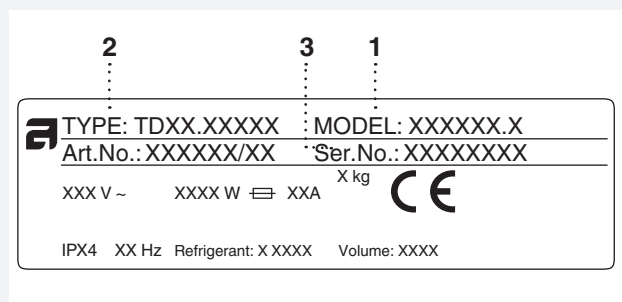 2 3 1
TYPE: TDXX.XXXXX MODEL: XXXXXX.X
Art.No.: XXXXXX/XX Ser.No.: XXXXXXXX
X kg
XXX V ~ XXXX W XXA CE
IPX4 XX Hz Refrigerant: X XXXX Volume: XXXX